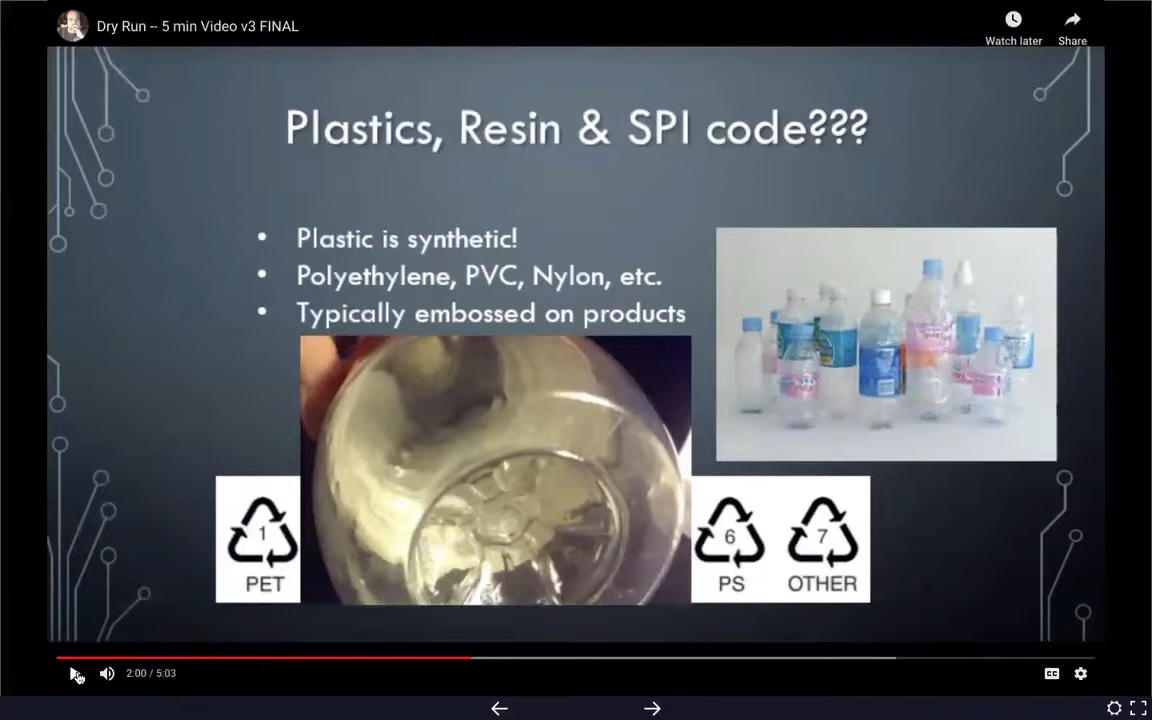 Dry Run -- 5 min Video v3 FINAL
Watch later
Share
Plastics, Resin & SPI code???
• Plastic is synthetic!
• Polyethylene, PVC, Nylon, etc.
• Typically embossed on products
1
PET
6
PS
7
OTHER
2:00 / 5:03
CC